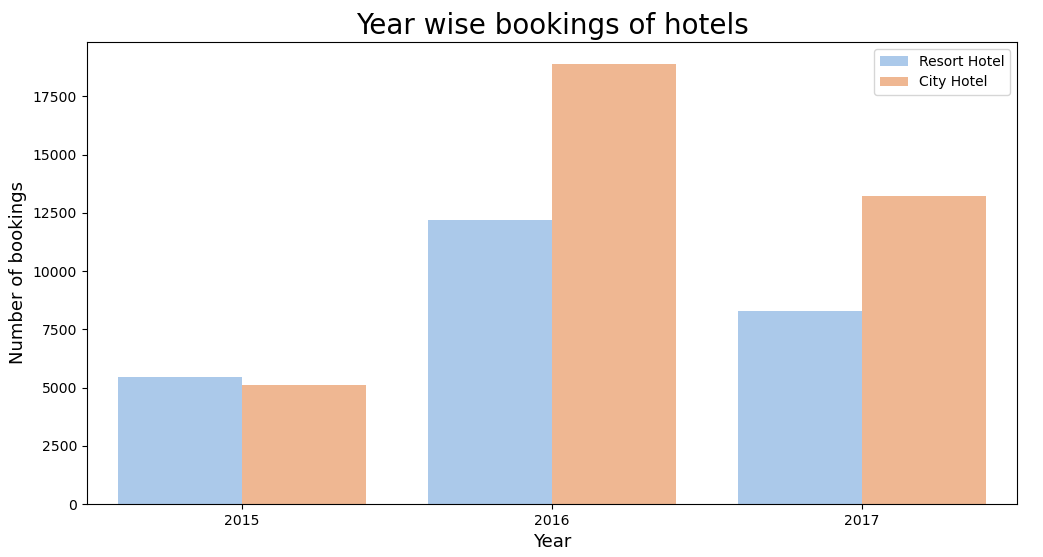 Year wise bookings of hotels
Resort Hotel
City Hotel
Number of bookings
17500
15000
12500
10000
7500
5000
2500
0
2015 2016 2017
Year